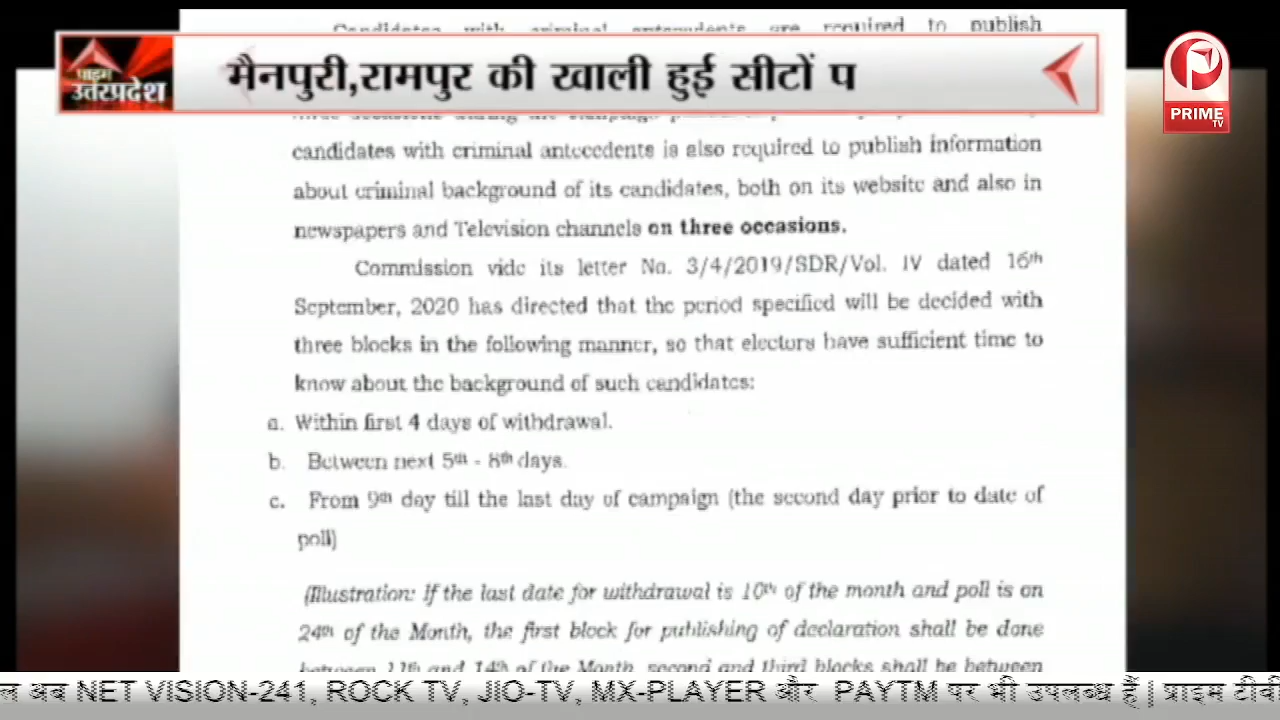 Candidates with criminal antecedents are required to publish
प्राइम
उत्तरप्रदेश
मैनपुरी,रामपुर की खाली हुई सीटों प
PRIME
TV
candidates with criminal antecedents is also required to publish information
about criminal background of its candidates, both on its website and also in
newspapers and Television channels on three occasions.
Commission vide its letter No. 3/4/2019/SDR/Vol. IV dated 16th
September, 2020 has directed that the period specified will be decided with
three blocks in the following manner, so that electors have sufficient time to
know about the background of such candidates:
a. Within first 4 days of withdrawal.
b. Between next 5th - 8th days.
c. From 9th day till the last day of campaign (the second day prior to date of
poll)
(Illustration: If the last date for withdrawal is 10th of the month and poll is on
24th of the Month, the first block for publishing of declaration shall be done
between 11th and 14th of the Month, second and third blocks shall be between
अब NET VISION-241, ROCK TV, JIO-TV, MX-PLAYER और PAYTM पर भी उपलब्ध हैं | प्राइम टीवी